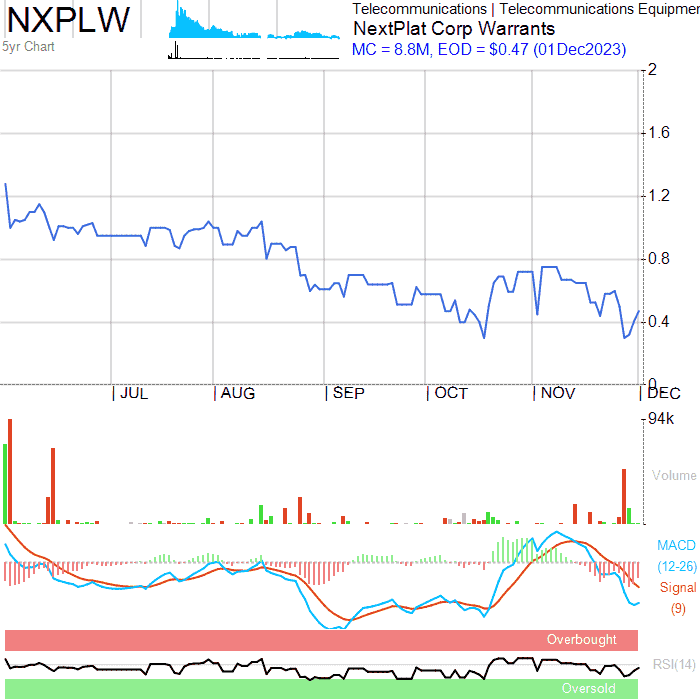 NXPLW
5yr Chart
Telecommunications | Telecommunications Equipmen
NextPlat Corp Warrants
MC = 8.8M, EOD = $0.47 (01Dec2023)
2
1.6
1.2
0.8
0.4
0
JUL AUG SEP OCT NOV DEC
94k
Volume
MACD
(12-26)
Signal
(9)
Overbought
RSI(14)
Oversold